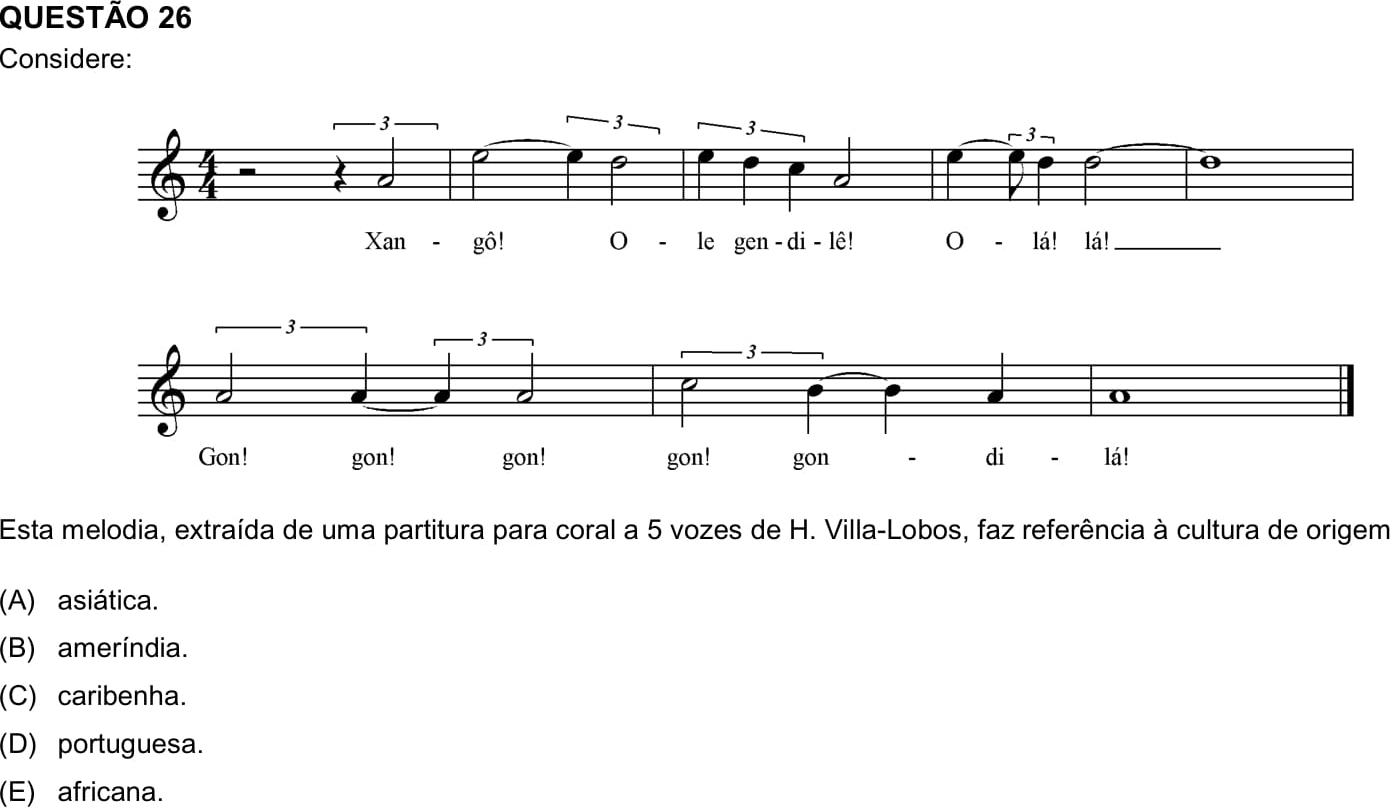 QUESTÃO 26
Considere:
3 3 3 3
4
4
Xan - gô! O - le gen - di - lê! O - lá! lá!
3 3 3
Gon! gon! gon! gon! gon - di - lá!
Esta melodia, extraída de uma partitura para coral a 5 vozes de H. Villa-Lobos, faz referência à cultura de origem
(A) asiática.
(B) ameríndia.
(C) caribenha.
(D) portuguesa.
(E) africana.